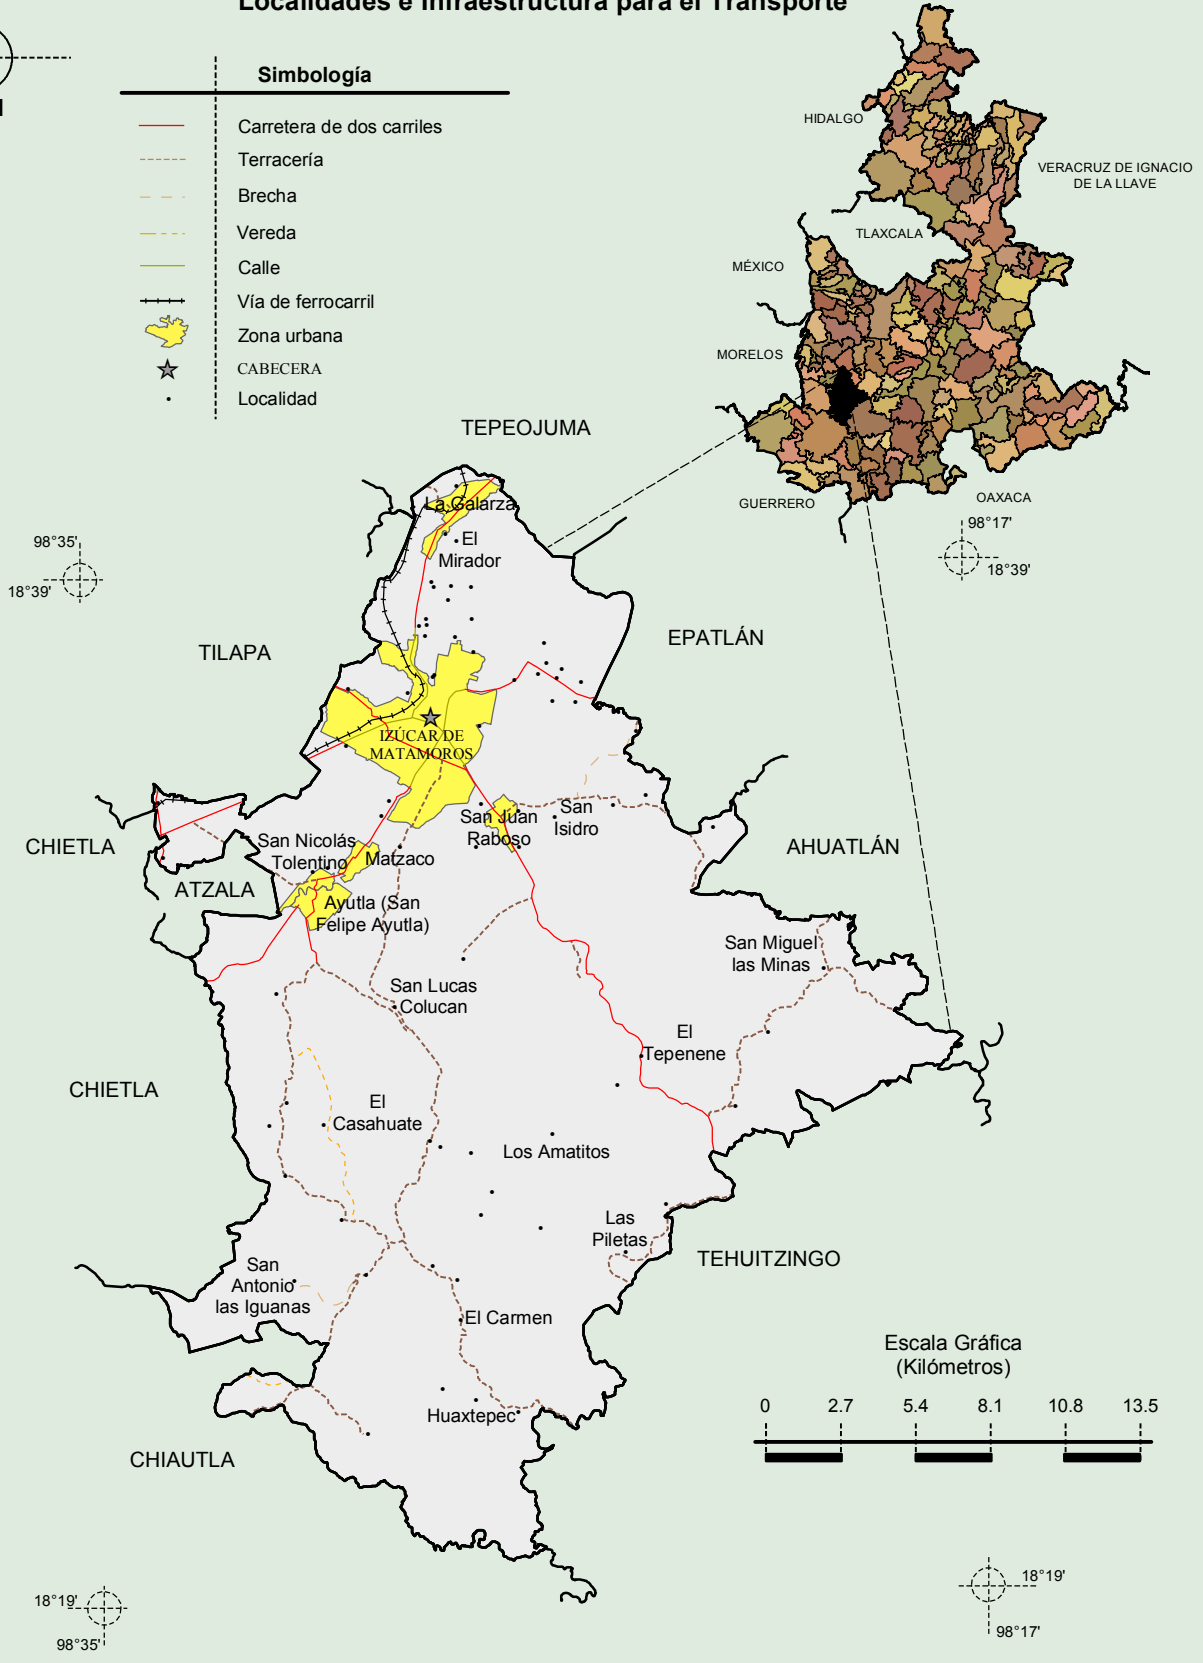 Localidades e Infraestructura para el Transporte
Simbología
Carretera de dos carriles
Terracería
Brecha
Vereda
Calle
Vía de ferrocarril
Zona urbana
CABECERA
Localidad
HIDALGO
VERACRUZ DE IGNACIO
DE LA LLAVE
TLAXCALA
MÉXICO
MORELOS
GUERRERO
OAXACA
TEPEOJUMA
98°35'
18°39'
98°17'
18°39'
La Galarza
El
Mirador
TILAPA
EPATLÁN
IZÚCAR DE
MATAMOROS
CHIETLA
ATZALA
San Nicolás
Tolentino
Matzaco
San Juan
Raboso
San
Isidro
AHUATLÁN
Ayutla (San
Felipe Ayutla)
San Miguel
las Minas
San Lucas
Colucan
El
Tepenene
CHIETLA
El
Casahuate
Los Amatitos
Las
Piletas
TEHUITZINGO
San
Antonio
las Iguanas
El Carmen
Huaxtepec
CHIAUTLA
Escala Gráfica
(Kilómetros)
0 2.7 5.4 8.1 10.8 13.5
18°19'
98°35'
18°19'
98°17'